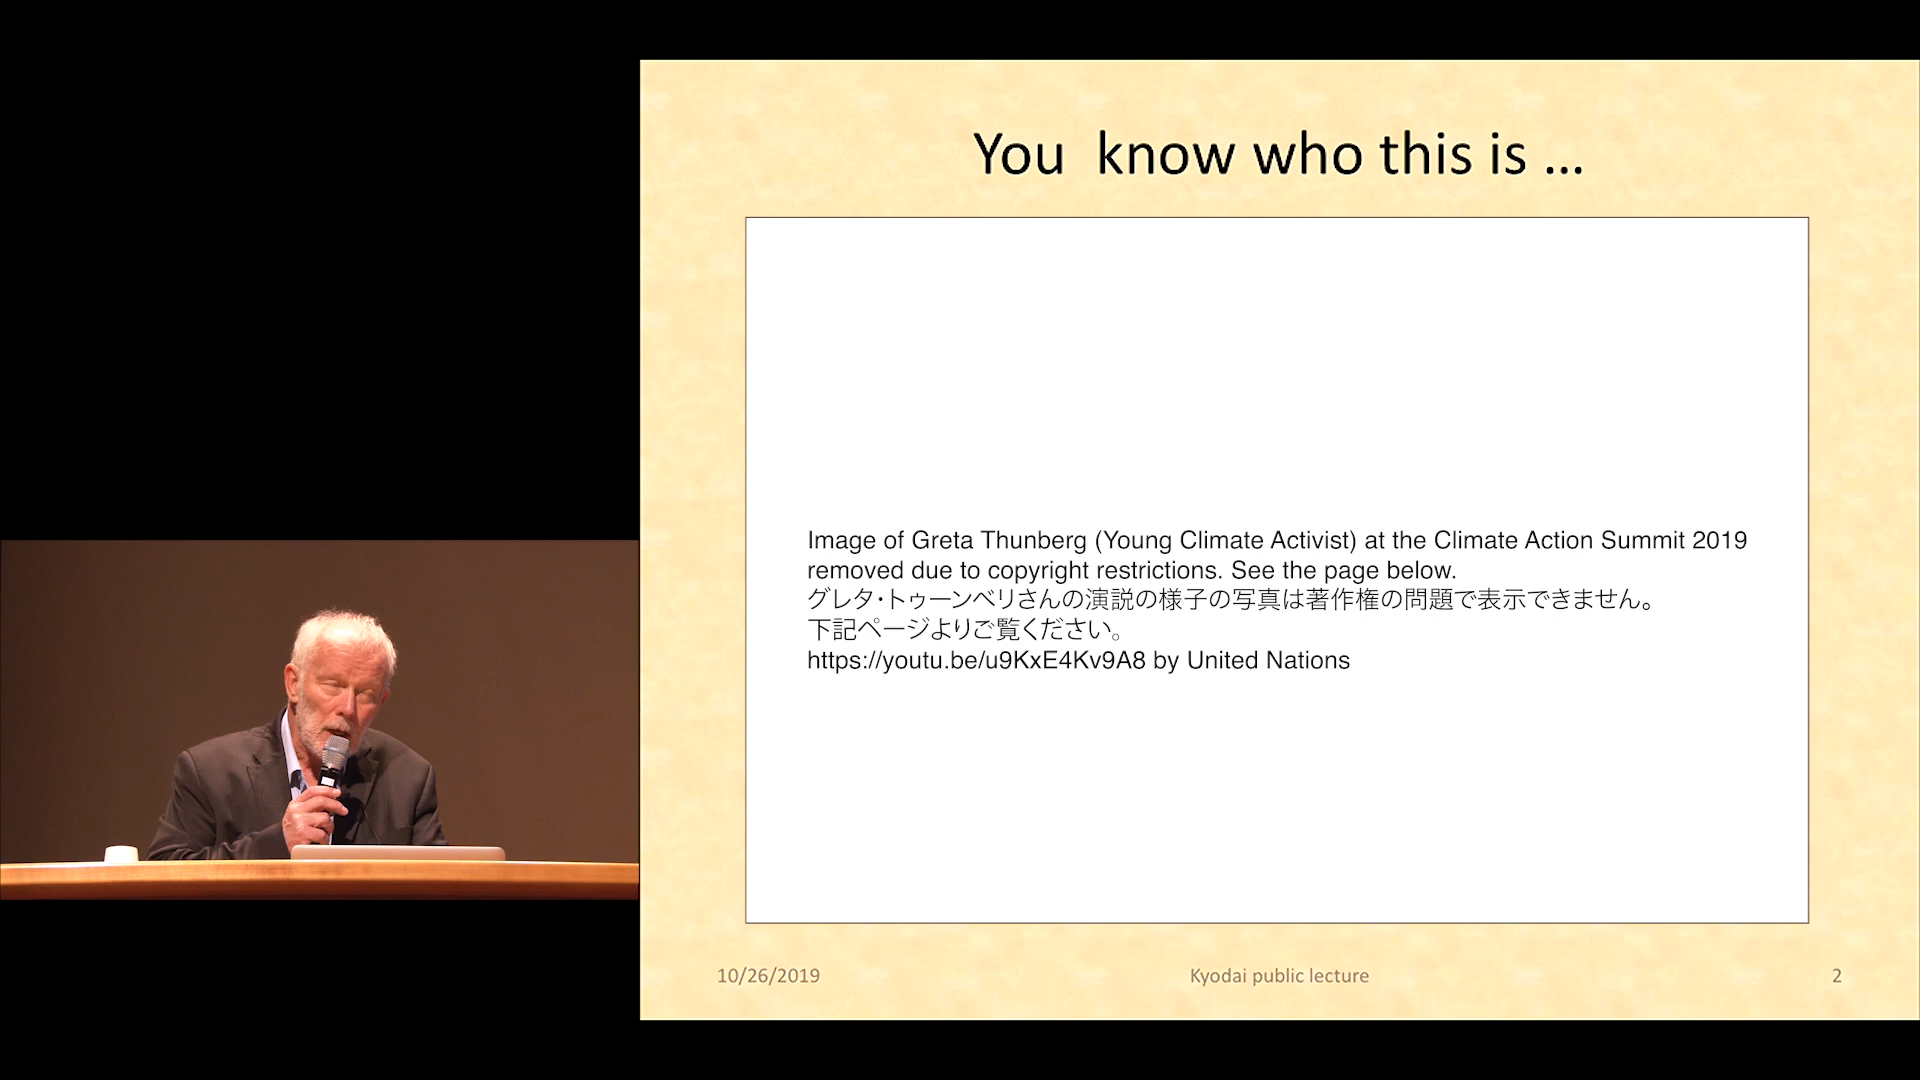 You  know who this is ...
Image of Greta Thunberg (Young Climate Activist) at the Climate Action Summit 2019
removed due to copyright restrictions. See the page below.
グレタ・トゥーンベリさんの演説の様子の写真は著作権の問題で表示できません。
下記ページよりご覧ください。
https://youtu.be/u9KxE4Kv9A8 by United Nations
10/26/2019
Kyodai public lecture
2